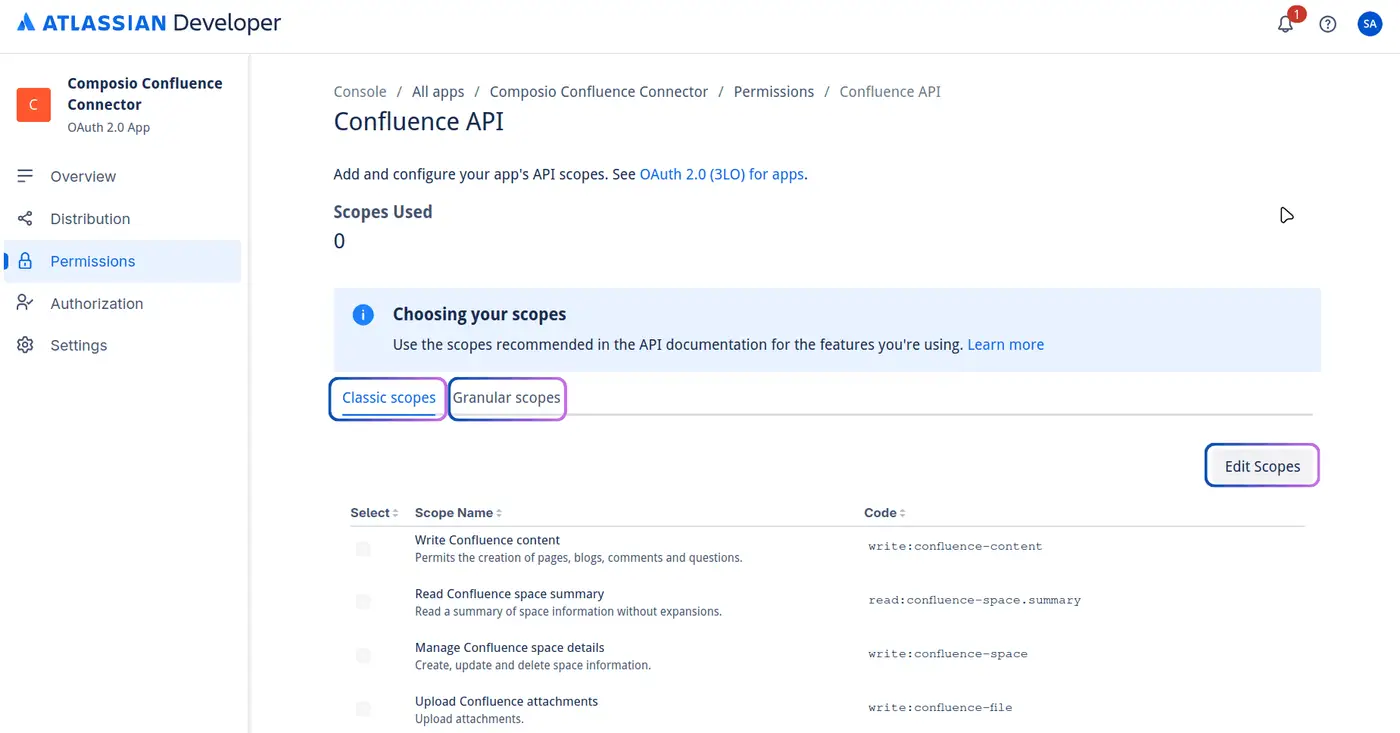 ATLASSIAN Developer
1
SA
C
Composio Confluence
Connector
OAuth 2.0 App
Overview
Distribution
Permissions
Authorization
Settings
Console / All apps / Composio Confluence Connector / Permissions / Confluence API
Confluence API
Add and configure your app's API scopes. See OAuth 2.0 (3LO) for apps.
Scopes Used
0
Choosing your scopes
Use the scopes recommended in the API documentation for the features you're using. Learn more
Classic scopes Granular scopes
Edit Scopes
Select Scope Name Code
Write Confluence content write:confluence-content
Permits the creation of pages, blogs, comments and questions.
Read Confluence space summary read:confluence-space.summary
Read a summary of space information without expansions.
Manage Confluence space details write:confluence-space
Create, update and delete space information.
Upload Confluence attachments write:confluence-file
Upload attachments.